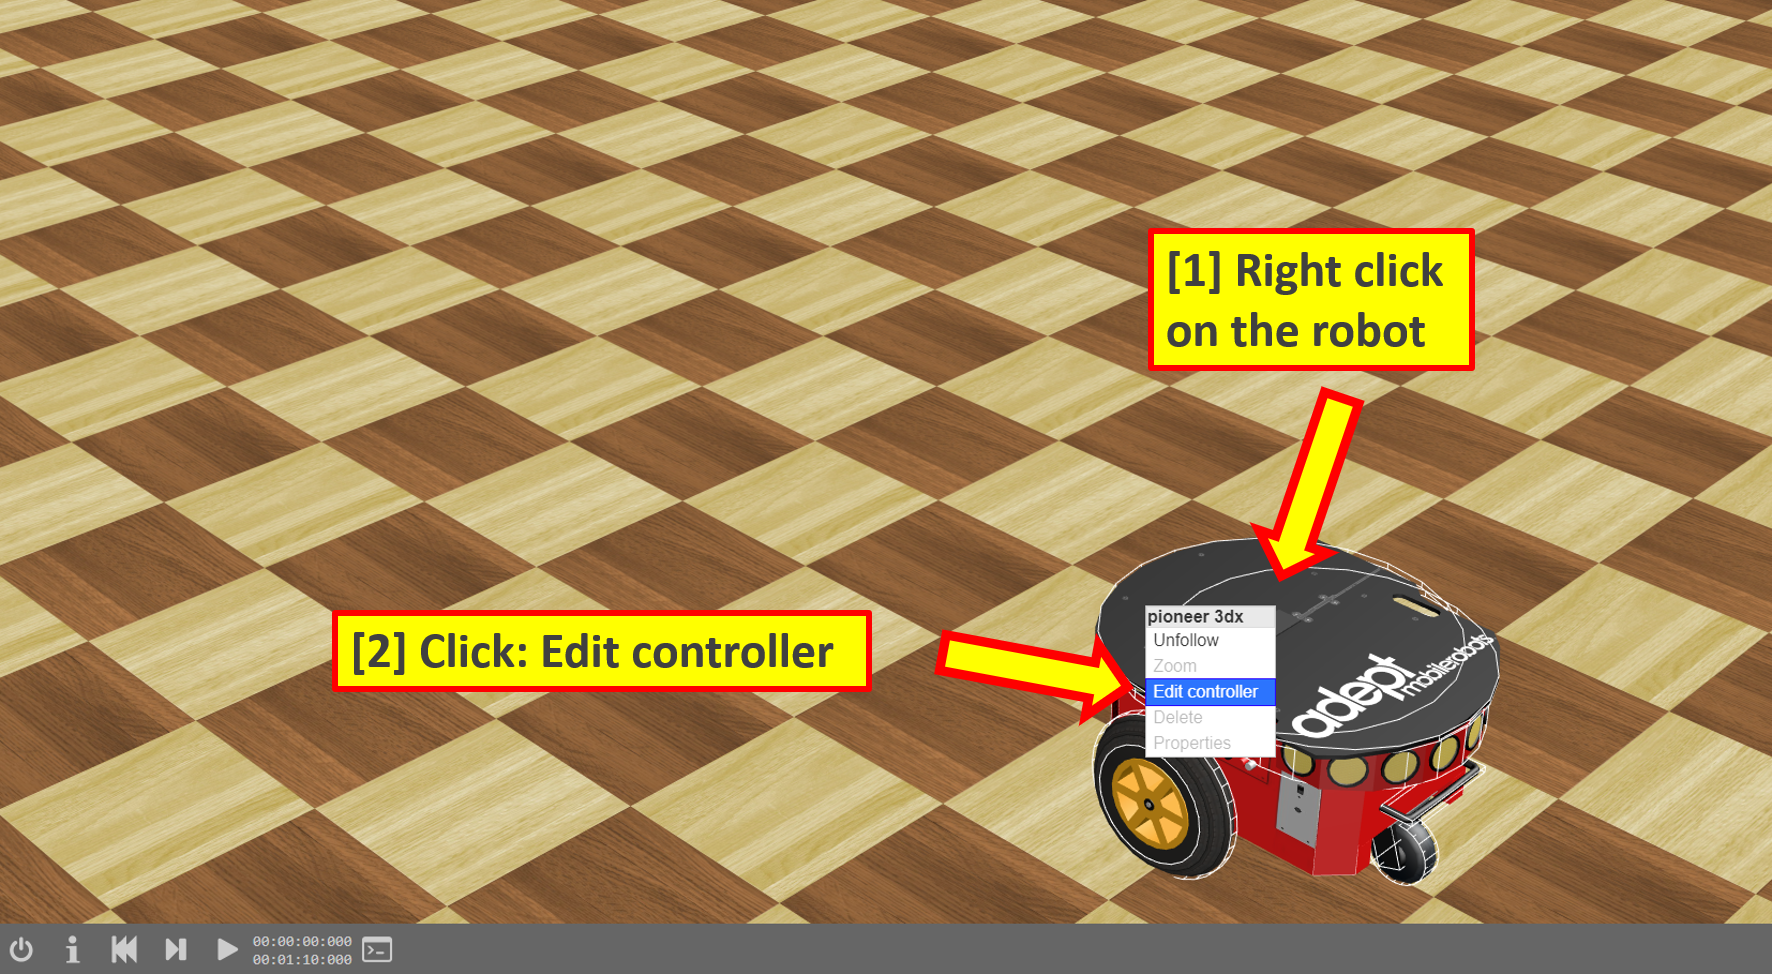 [1] Right click
on the robot
[2] Click: Edit controller
pioneer 3dx
Unfollow
Zoom
Edit controller
Delete
Properties
adept
mobilerobots
00:00:00:000
00:01:10:000